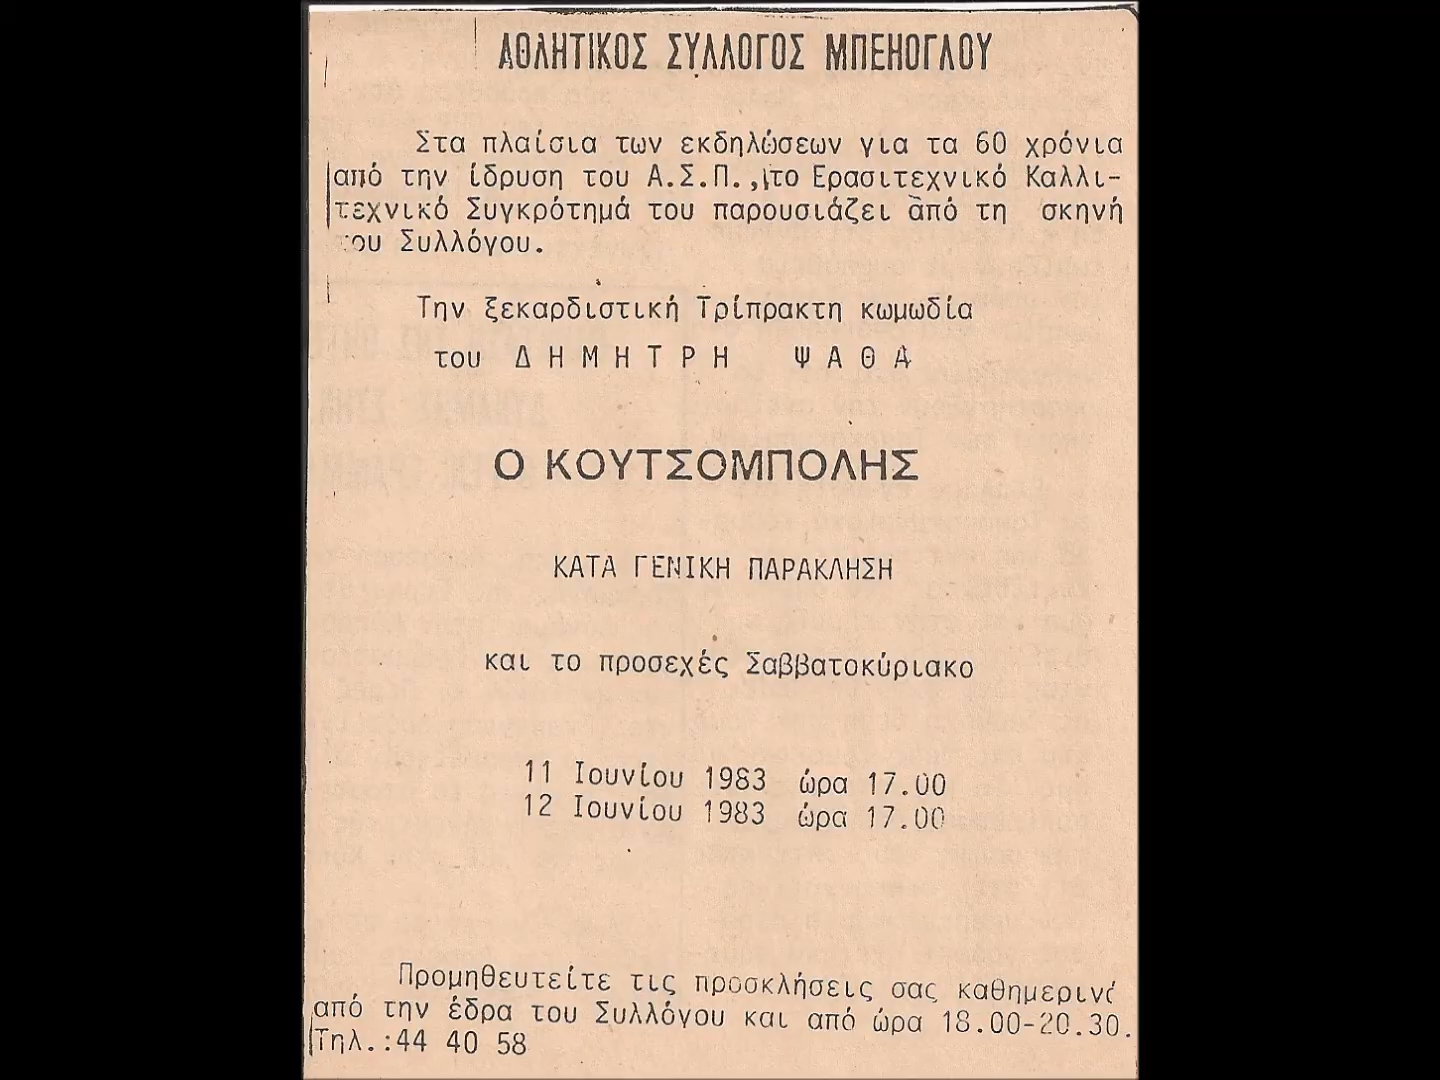 ΑΘΛΗΤΙΚΟΣ ΣΥΛΛΟΓΟΣ ΜΠΕΗΟΓΛΟΥ
Στα πλαίσια των εκδηλώσεων για τα 60 χρόνια
από την ίδρυση του Α.Σ.Π., το Ερασιτεχνικό Καλλι-
τεχνικό Συγκρότημά του παρουσιάζει από τη σκηνή
του Συλλόγου.
Την ξεκαρδιστική Τρίπρακτη κωμωδία
του ΔΗΜΗΤΡΗ ΨΑΘΑ
Ο ΚΟΥΤΣΟΜΠΟΛΗΣ
ΚΑΤΑ ΓΕΝΙΚΗ ΠΑΡΑΚΛΗΣΗ
και το προσεχές Σαββατοκύριακο
11 Ιουνίου 1983 ώρα 17.00
12 Ιουνίου 1983 ώρα 17.00
Προμηθευτείτε τις προσκλήσεις σας καθημερινά
από την έδρα του Συλλόγου και από ώρα 18.00-20.30.
Τηλ.:44 40 58